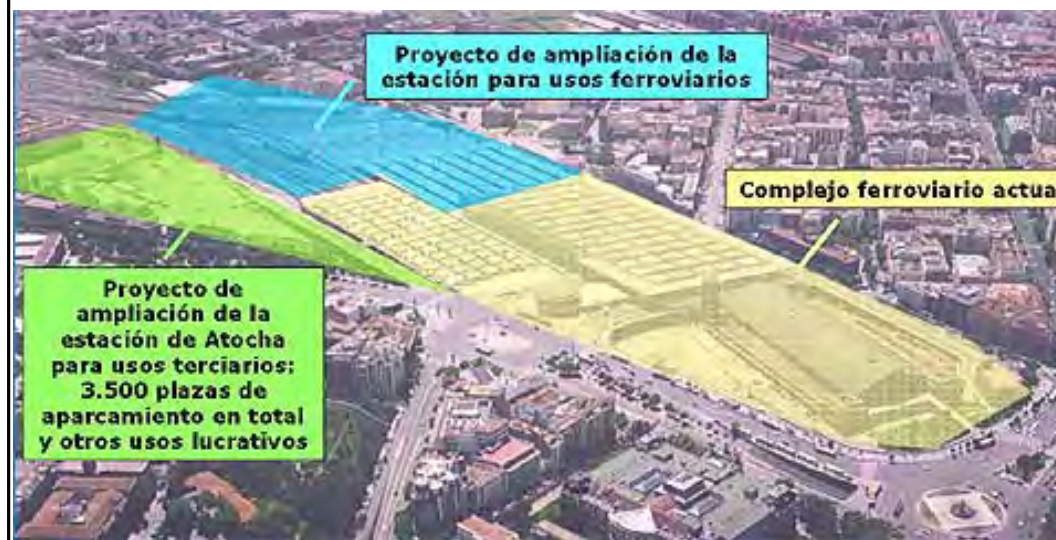 Proyecto de ampliación de la
estación para usos ferroviarios
Complejo ferroviario actua
Proyecto de
ampliación de la
estación de Atocha
para usos terciarios:
3.500 plazas de
aparcamiento en total
y otros usos lucrativos